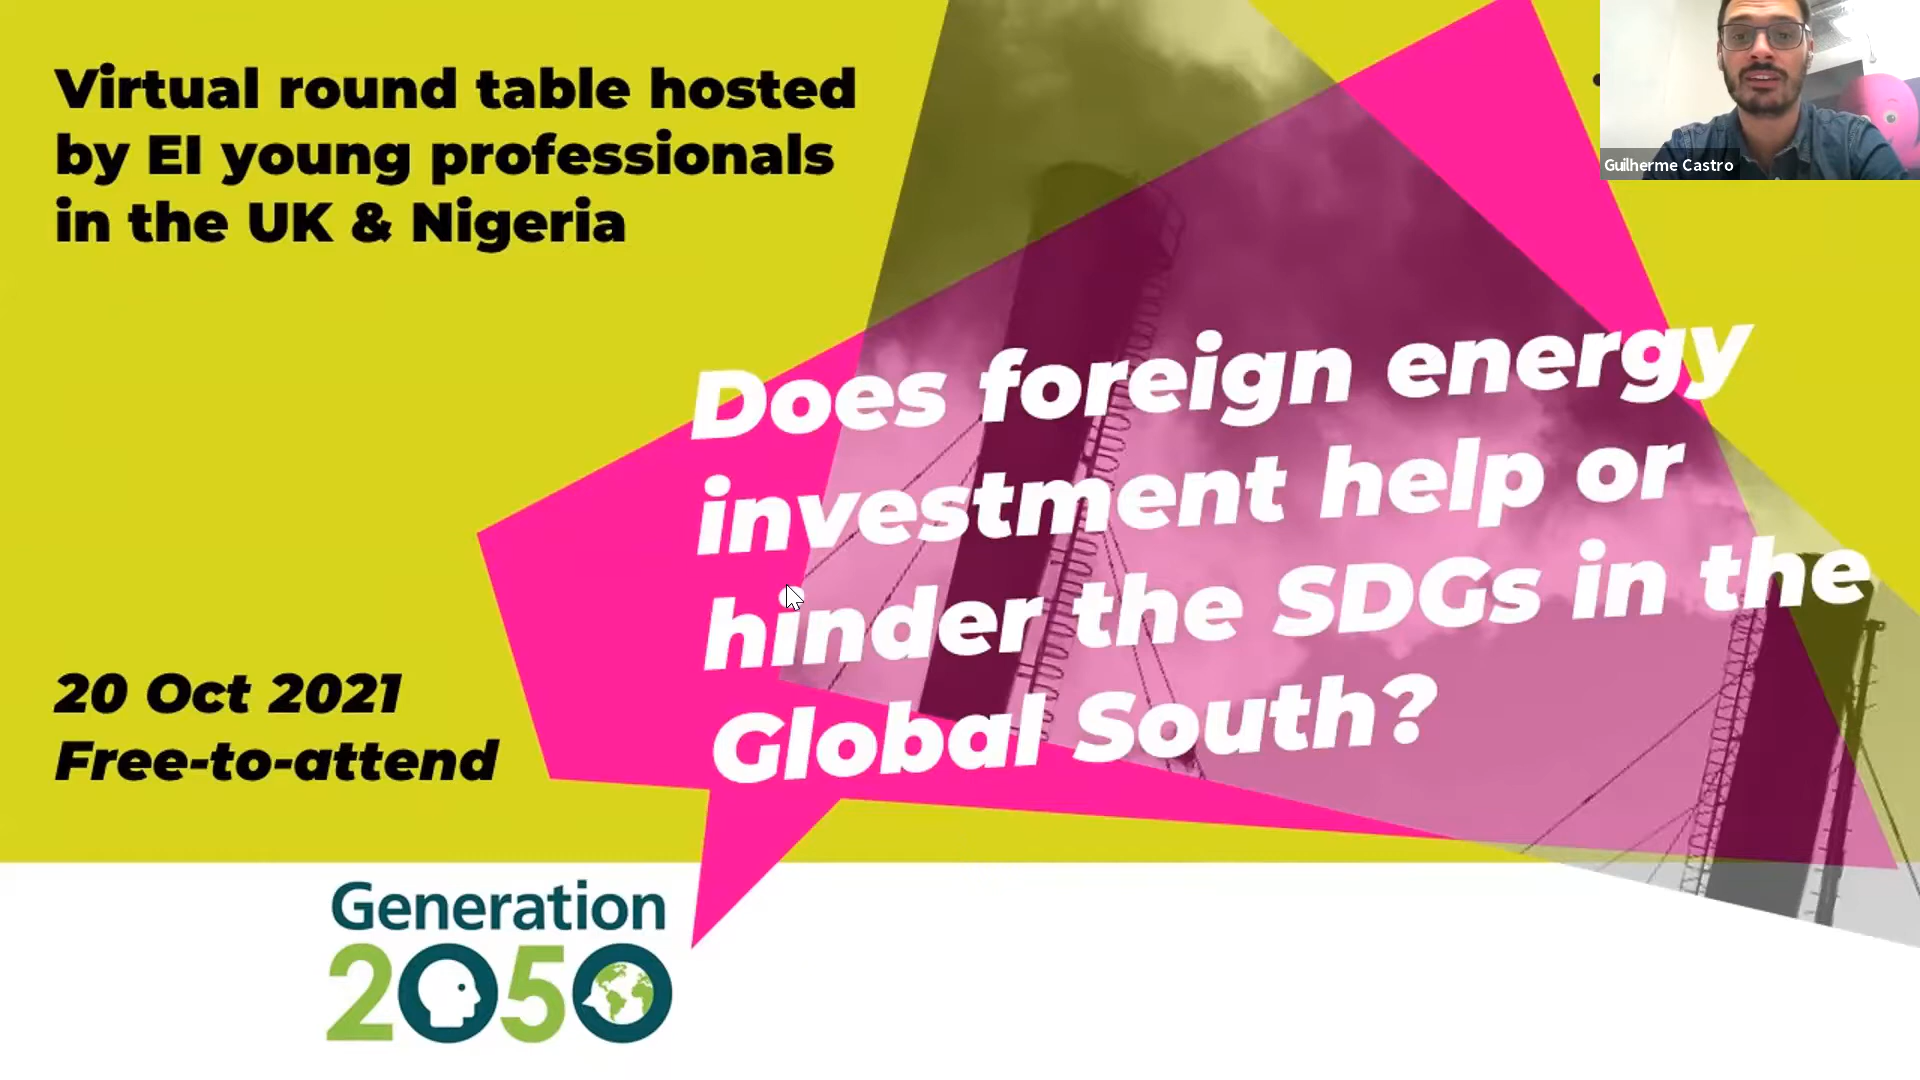 Virtual round table hosted
by EI young professionals
in the UK & Nigeria
Guilherme Castro
Does foreign energy
investment help or
hinder the SDGs in the
Global South?
20 Oct 2021
Free-to-attend
Generation
2050